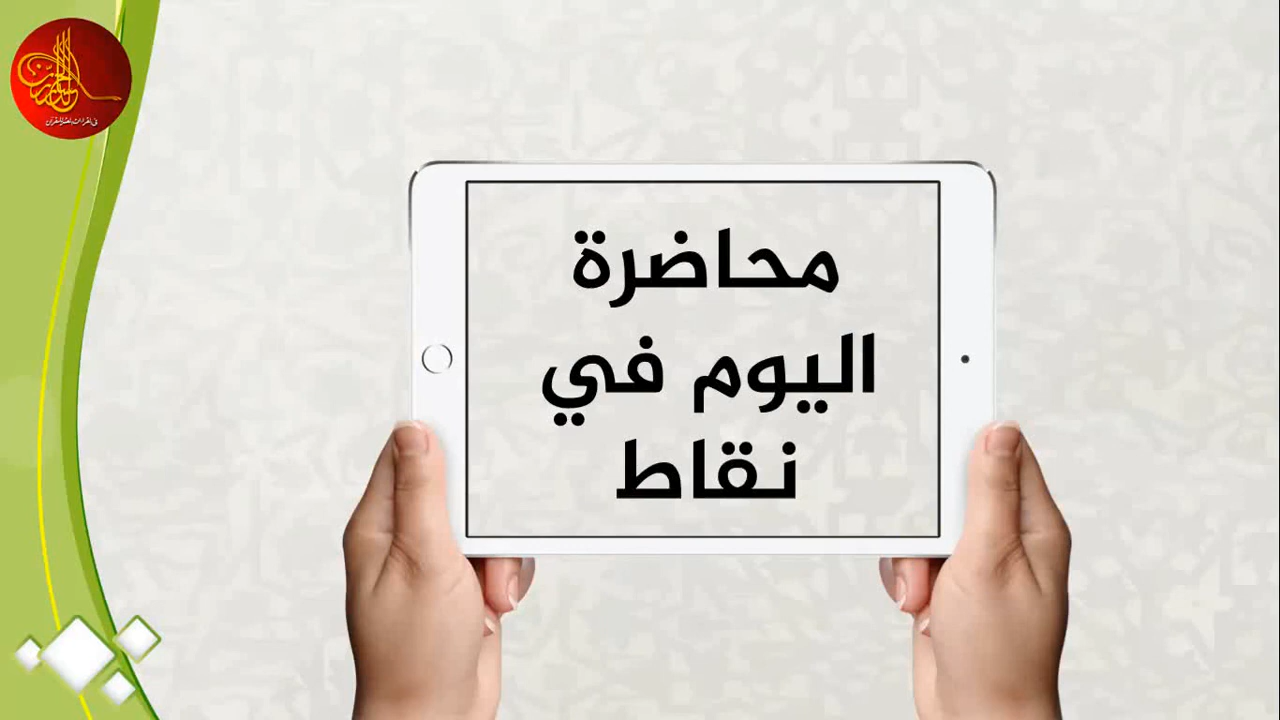 محاضرة
اليوم في
نقاط